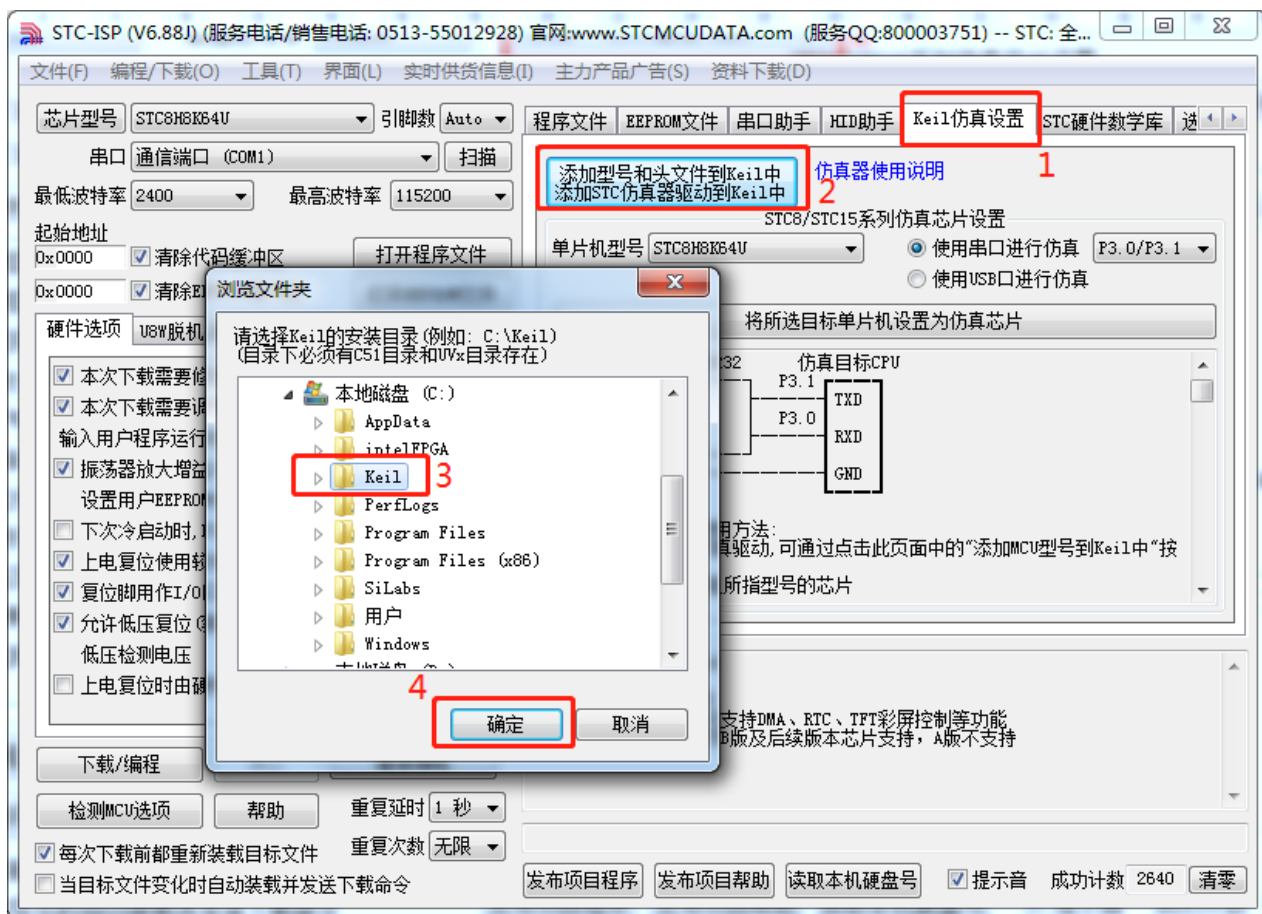 STC-ISP (V6.88J) (服务电话/销售电话: 0513-55012928) 官网:www.STCMCUDATA.com (服务QQ:800003751) -- STC: 全...
文件(F) 编程/下载(O) 工具(T) 界面(L) 实时供货信息(I) 主力产品广告(S) 资料下载(D)
芯片型号 STC8H8K64U 引脚数 Auto
串口 通信端口 (COM1) 扫描
最低波特率 2400 最高波特率 115200
起始地址
0x0000 清除代码缓冲区 打开程序文件
0x0000 清除E
硬件选项 U8W脱机
本次下载需要修
本次下载需要调
输入用户程序运行
振荡器放大增益
设置用户EEPROM
下次冷启动时,
上电复位使用较
复位脚用作I/O
允许低压复位
低压检测电压
上电复位时由硬
下载/编程
检测MCU选项 帮助 重复延时 1 秒
每次下载前都重新装载目标文件 重复次数 无限
当目标文件变化时自动装载并发送下载命令
程序文件 EEPROM文件 串口助手 HID助手 Keil仿真设置 STC硬件数学库 选
1
添加型号和头文件到Keil中
添加STC仿真器驱动到Keil中
2
仿真器使用说明
STC8/STC15系列仿真芯片设置
单片机型号 STC8H8K64U 使用串口进行仿真 P3.0/P3.1
使用USB口进行仿真
将所选目标单片机设置为仿真芯片
232 仿真目标CPU
P3.1 TXD
P3.0 RXD
GND
用方法:
真驱动,可通过点击此页面中的“添加MCU型号到Keil中“按
所指型号的芯片
浏览文件夹
请选择Keil的安装目录(例如: C:\Keil)
(目录下必须有C51目录和UVx目录存在)
本地磁盘 (C:)
AppData
intelFPGA
Keil
3
PerfLogs
Program Files
Program Files (x86)
SiLabs
用户
Windows
4
确定 取消
支持DMA、RTC、TFT彩屏控制等功能
B版及后续版本芯片支持，A版不支持
发布项目程序 发布项目帮助 读取本机硬盘号 提示音 成功计数 2640 清零